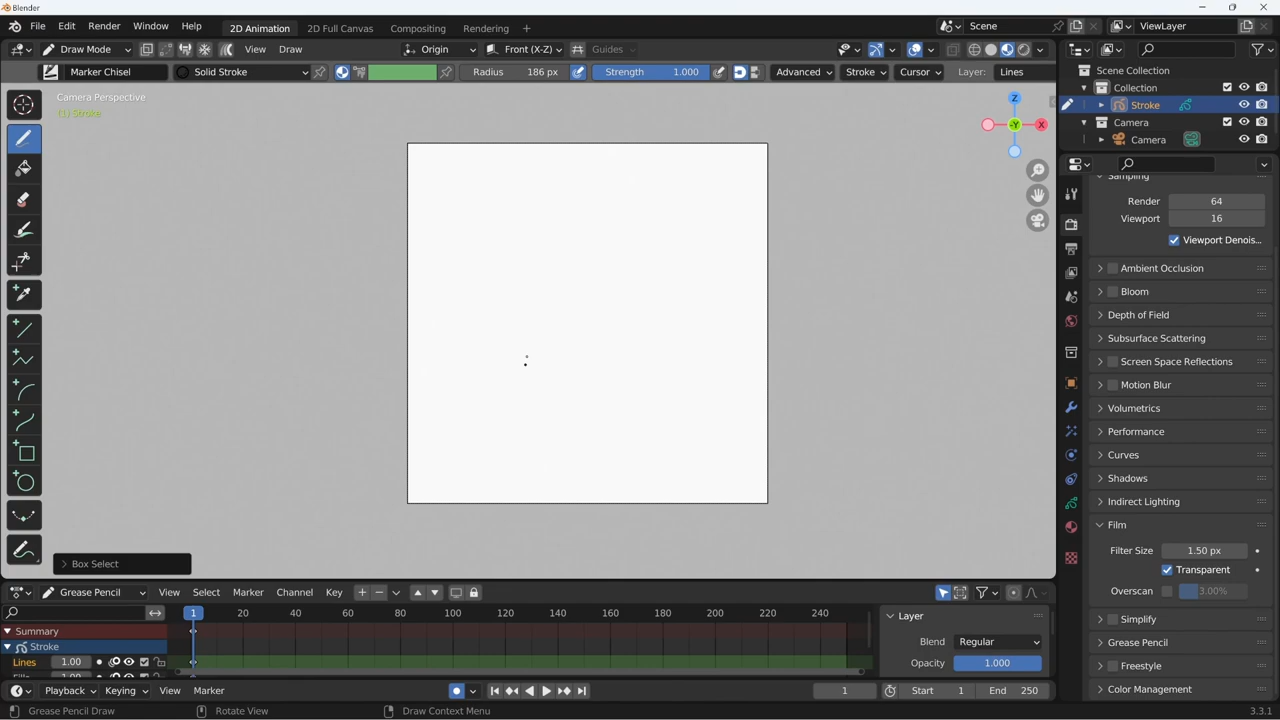 Blender
File Edit Render Window Help 2D Animation 2D Full Canvas Compositing Rendering + Scene ViewLayer
Draw Mode View Draw Origin Front (X-Z) Guides
Marker Chisel Solid Stroke Radius 186 px Strength 1.000 Advanced Stroke Cursor Layer: Lines
Camera Perspective
(1) Stroke
Z
-Y X
Box Select
Scene Collection
Collection
Stroke
Camera
Camera
Sampling
Render 64
Viewport 16
Viewport Denois...
Ambient Occlusion
Bloom
Depth of Field
Subsurface Scattering
Screen Space Reflections
Motion Blur
Volumetrics
Performance
Curves
Shadows
Indirect Lighting
Film
Filter Size 1.50 px
Transparent
Overscan 3.00%
Simplify
Grease Pencil
Freestyle
Color Management
Grease Pencil View Select Marker Channel Key
1 20 40 60 80 100 120 140 160 180 200 220 240
Summary
Stroke
Lines 1.00
Layer
Blend Regular
Opacity 1.000
Playback Keying View Marker 1 Start 1 End 250
Grease Pencil Draw Rotate View Draw Context Menu 3.3.1